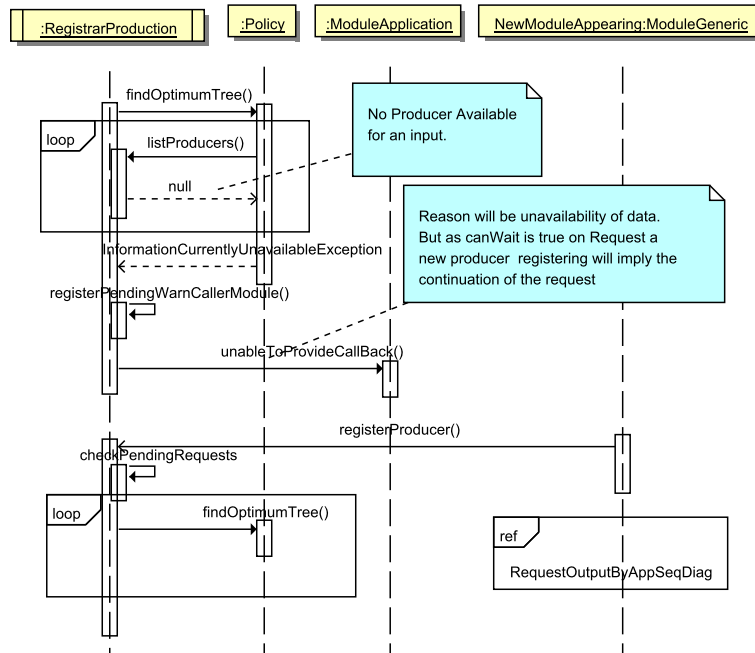 :RegistrarProduction
:Policy
:ModuleApplication
NewModuleAppearing:ModuleGeneric
findOptimumTree()
No Producer Available
for an input.
loop
listProducers()
null
Reason will be unavailability of data.
But as canWait is true on Request a
new producer registering will imply the
continuation of the request
InformationCurrentlyUnavailableException
registerPendingWarnCallerModule()
unableToProvideCallBack()
registerProducer()
checkPendingRequests
loop
findOptimumTree()
ref
RequestOutputByAppSeqDiag